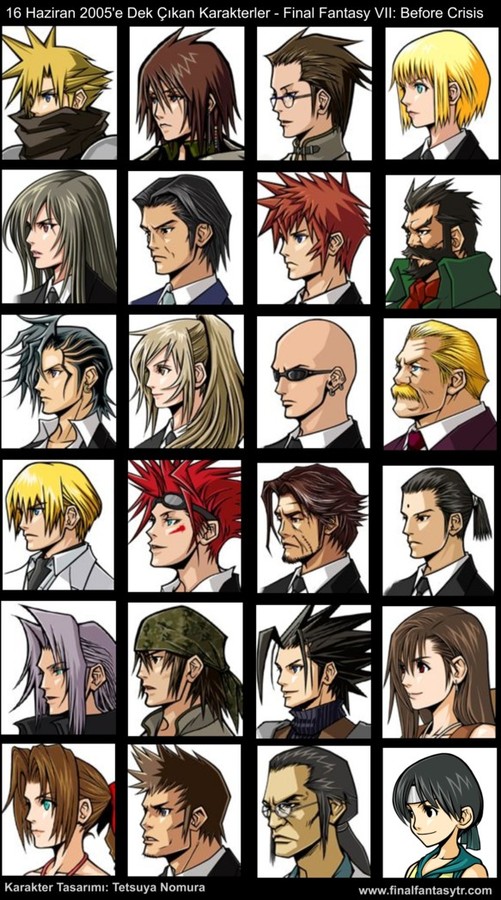 16 Haziran 2005'e Dek Çıkan Karakterler - Final Fantasy VII: Before Crisis
Karakter Tasarımı: Tetsuya Nomura
www.finalfantasytr.com